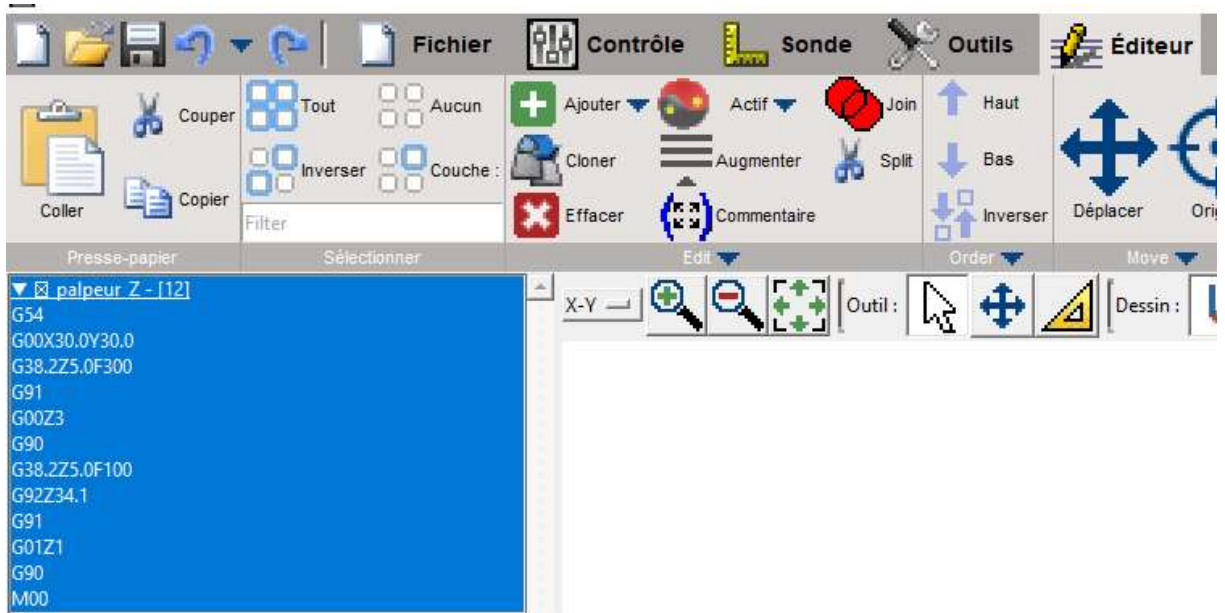 Fichier Contrôle Sonde Outils Éditeur
Coller
Couper
Copier
Presse-papier
Tout Aucun
Inverser Couche :
Filter
Sélectionner
Ajouter Actif Join
Cloner Augmenter Split
Effacer Commentaire
Edit
Haut
Bas
Inverser
Order
Déplacer
Move
palpeur Z - [12]
G54
G00X30.0Y30.0
G38.2Z5.0F300
G91
G00Z3
G90
G38.2Z5.0F100
G92Z34.1
G91
G01Z1
G90
M00
X-Y Outil : Dessin :